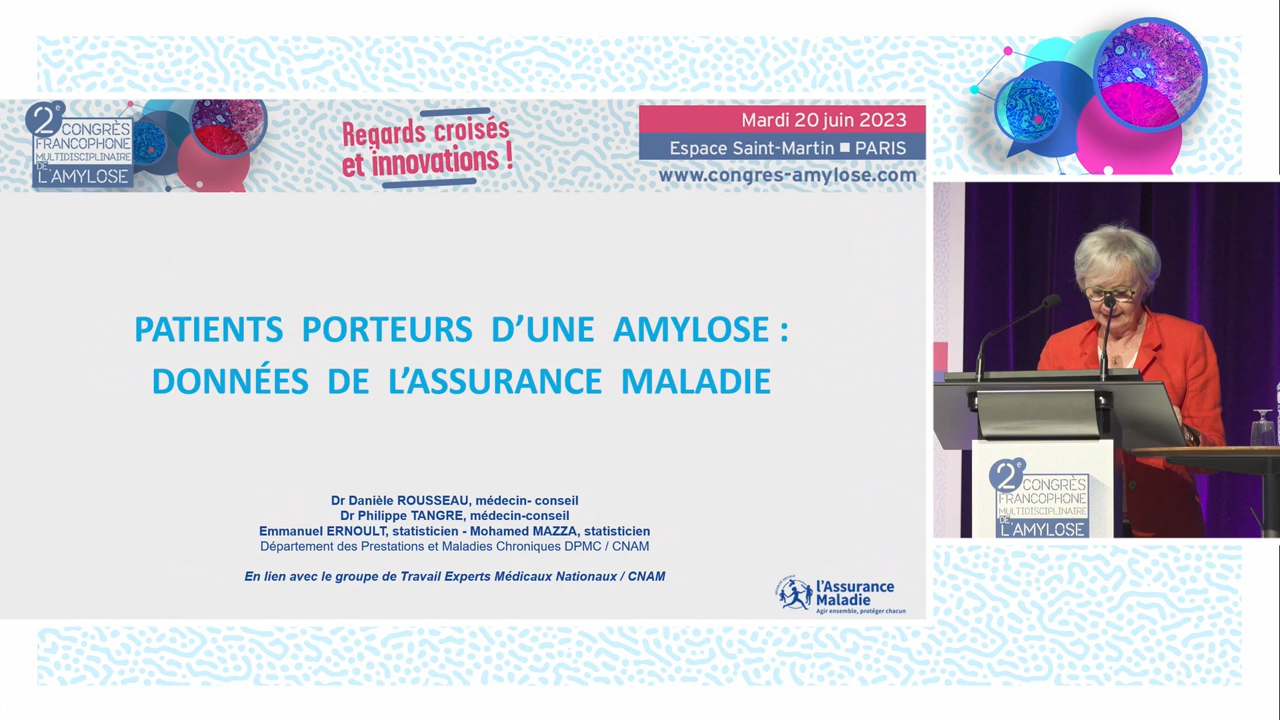 2e CONGRÈS
FRANCOPHONE
MULTIDISCIPLINAIRE
DE L'AMYLOSE
Regards croisés
et innovations !
Mardi 20 juin 2023
Espace Saint-Martin ■ PARIS
www.congres-amylose.com
PATIENTS PORTEURS D'UNE AMYLOSE :
DONNÉES DE L'ASSURANCE MALADIE
Dr Danièle ROUSSEAU, médecin- conseil
Dr Philippe TANGRE, médecin-conseil
Emmanuel ERNOULT, statisticien - Mohamed MAZZA, statisticien
Département des Prestations et Maladies Chroniques DPMC / CNAM
En lien avec le groupe de Travail Experts Médicaux Nationaux / CNAM
l'Assurance
Maladie
Agir ensemble, protéger chacun
2e CONGRÈS
FRANCOPHONE
MULTIDISCIPLINAIRE
DE L'AMYLOSE